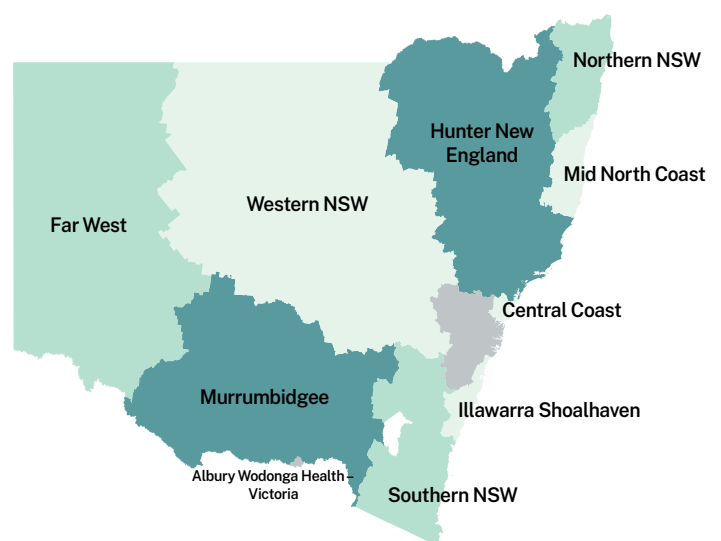 Northern NSW
Hunter New
England
Mid North Coast
Western NSW
Far West
Central Coast
Murrumbidgee
Illawarra Shoalhaven
Albury Wodonga Health –
Victoria
Southern NSW